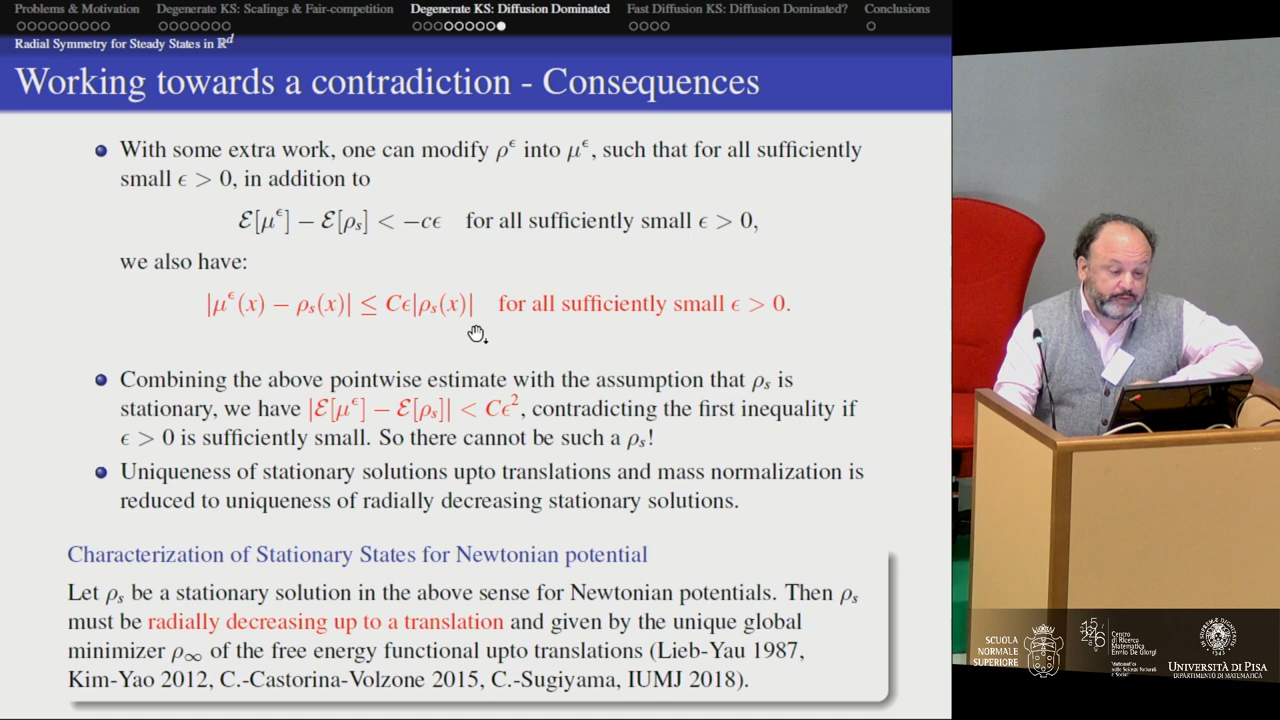 Problems & Motivation Degenerate KS: Scalings & Fair-competition Degenerate KS: Diffusion Dominated Fast Diffusion KS: Diffusion Dominated? Conclusions
Radial Symmetry for Steady States in ℝᵈ
Working towards a contradiction - Consequences
With some extra work, one can modify ρ^ϵ into μ^ϵ, such that for all sufficiently
small ϵ > 0, in addition to
ℰ[μ^ϵ] − ℰ[ρₛ] < −cϵ for all sufficiently small ϵ > 0,
we also have:
|μ^ϵ(x) − ρₛ(x)| ≤ Cϵ|ρₛ(x)| for all sufficiently small ϵ > 0.
Combining the above pointwise estimate with the assumption that ρₛ is
stationary, we have |ℰ[μ^ϵ] − ℰ[ρₛ]| < Cϵ², contradicting the first inequality if
ϵ > 0 is sufficiently small. So there cannot be such a ρₛ!
Uniqueness of stationary solutions upto translations and mass normalization is
reduced to uniqueness of radially decreasing stationary solutions.
Characterization of Stationary States for Newtonian potential
Let ρₛ be a stationary solution in the above sense for Newtonian potentials. Then ρₛ
must be radially decreasing up to a translation and given by the unique global
minimizer ρ∞ of the free energy functional upto translations (Lieb-Yau 1987,
Kim-Yao 2012, C.-Castorina-Volzone 2015, C.-Sugiyama, IUMJ 2018).
SCUOLA
NORMALE
SUPERIORE
Centro
di Ricerca
Matematica
Ennio De Giorgi
UNIVERSITÀ DI PISA
DIPARTIMENTO DI MATEMATICA